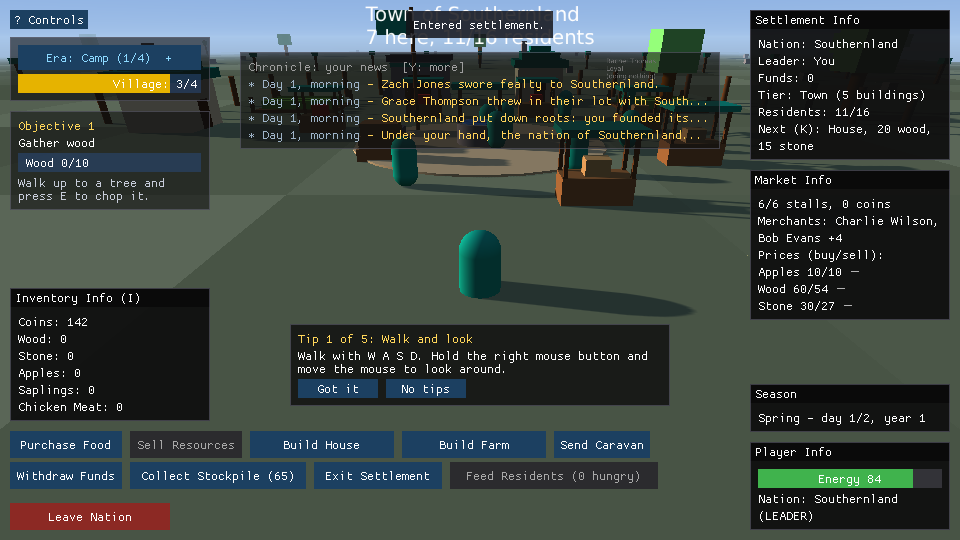 ? Controls
Town of Southernland
7 here, 11/16 residents
Entered settlement.
Era: Camp (1/4) +
Village: 3/4
Objective 1
Gather wood
Wood 0/10
Walk up to a tree and
press E to chop it.
Chronicle: your news [Y: more]
* Day 1, morning – Zach Jones swore fealty to Southernland.
* Day 1, morning – Grace Thompson threw in their lot with South...
* Day 1, morning – Southernland put down roots: you founded its...
* Day 1, morning – Under your hand, the nation of Southernland,...
Settlement Info
Nation: Southernland
Leader: You
Funds: 0
Tier: Town (5 buildings)
Residents: 11/16
Next (K): House, 20 wood,
15 stone
Market Info
6/6 stalls, 0 coins
Merchants: Charlie Wilson,
Bob Evans +4
Prices (buy/sell):
Apples 10/10 —
Wood 60/54 —
Stone 30/27 —
Inventory Info (I)
Coins: 142
Wood: 0
Stone: 0
Apples: 0
Saplings: 0
Chicken Meat: 0
Tip 1 of 5: Walk and look
Walk with W A S D. Hold the right mouse button and
move the mouse to look around.
Got it
No tips
Season
Spring – day 1/2, year 1
Player Info
Energy 84
Nation: Southernland
(LEADER)
Purchase Food
Sell Resources
Build House
Build Farm
Send Caravan
Withdraw Funds
Collect Stockpile (65)
Exit Settlement
Feed Residents (0 hungry)
Leave Nation